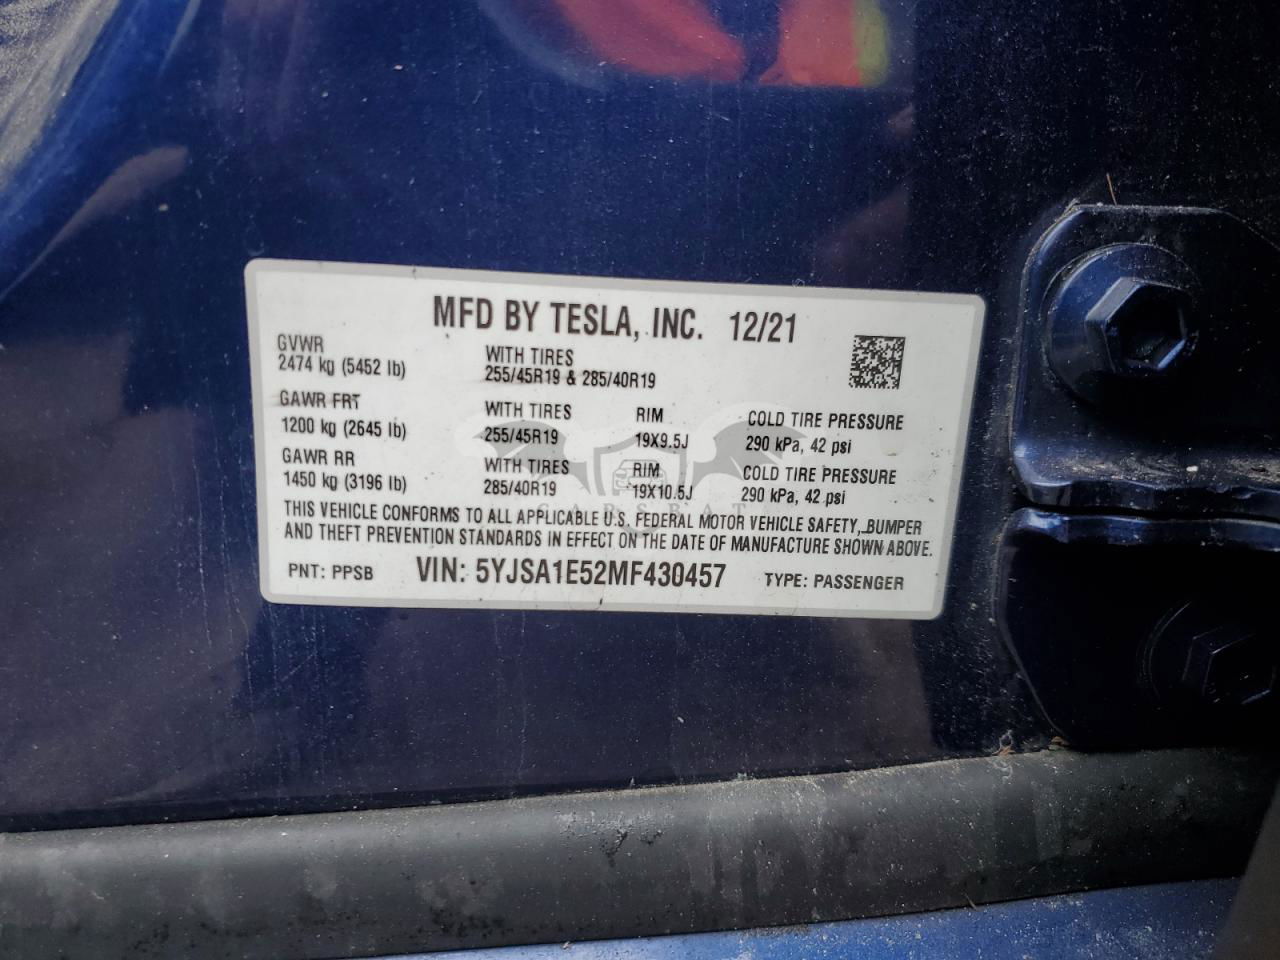 MFD BY TESLA, INC. 12/21
GVWR
2474 kg (5452 lb)
WITH TIRES
255/45R19 & 285/40R19
GAWR FRT
1200 kg (2645 lb)
WITH TIRES
255/45R19
RIM
19X9.5J
COLD TIRE PRESSURE
290 kPa, 42 psi
GAWR RR
1450 kg (3196 lb)
WITH TIRES
285/40R19
RIM
19X10.5J
COLD TIRE PRESSURE
290 kPa, 42 psi
CARSBAT
THIS VEHICLE CONFORMS TO ALL APPLICABLE U.S. FEDERAL MOTOR VEHICLE SAFETY, BUMPER
AND THEFT PREVENTION STANDARDS IN EFFECT ON THE DATE OF MANUFACTURE SHOWN ABOVE.
PNT: PPSB VIN: 5YJSA1E52MF430457 TYPE: PASSENGER